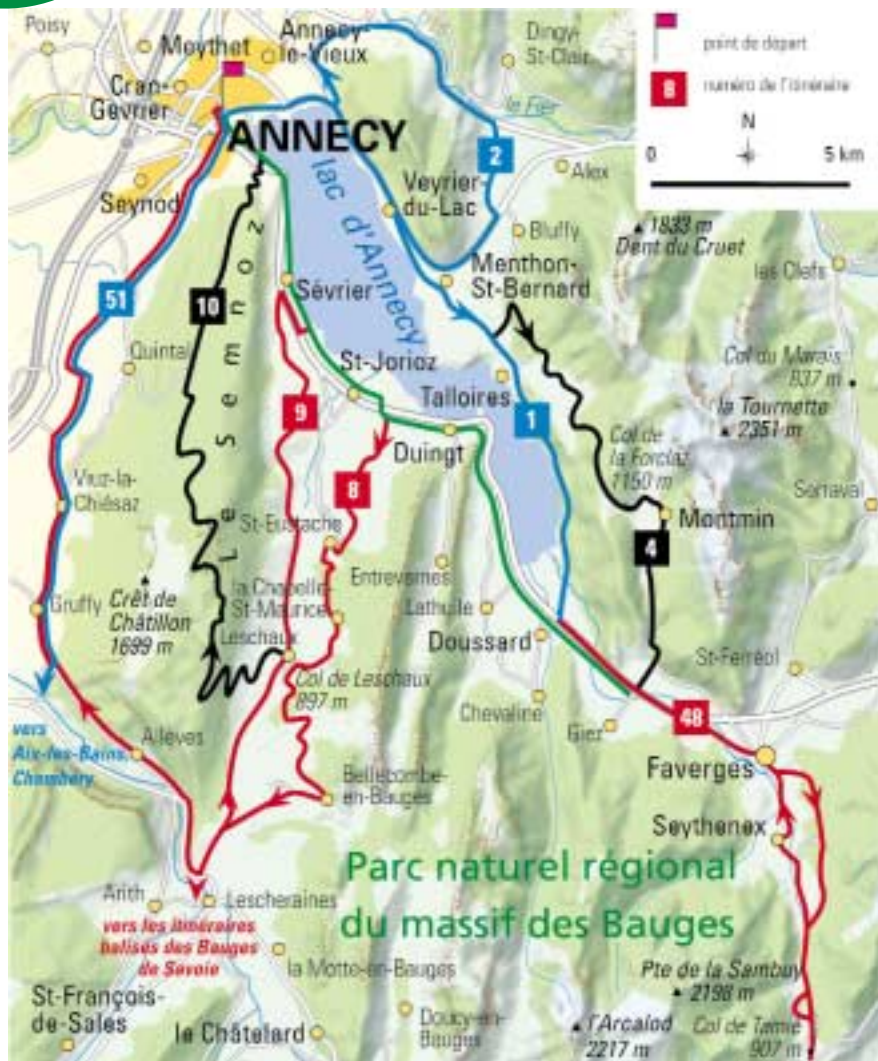 Poisy
Meythet
Annecy-
le-Vieux
Dingy-
St-Clair
point de départ
Cran-
Gevrier
8
numéro de l'itinéraire
le Fier
N
ANNECY
0
5 km
2
Alex
Seynod
lac d'Annecy
Veyrier-
du-Lac
1833 m
Dent du Cruet
Bluffy
les Clefs
Menthon-
St-Bernard
51
10
Sévrier
Quintal
Le Semnoz
St-Jorioz
Col du Marais
837 m
Talloires
la Tournette
2351 m
9
1
Duingt
Col de
la Forclaz
1150 m
8
Viuz-la-
Chiésaz
Serraval
Montmin
St-Eustache
4
Entrevernes
la Chapelle-
St-Maurice
Crêt de
Châtillon
1699 m
Gruffy
Lathuile
Leschaux
Doussard
St-Ferréol
Col de Leschaux
897 m
Chevaline
Giez
48
vers
Aix-les-Bains,
Chambéry
Allèves
Faverges
Bellecombe-
en-Bauges
Seythenex
Parc naturel régional
du massif des Bauges
Arith
Lescheraines
vers les itinéraires
balisés des Bauges
de Savoie
la Motte-en-Bauges
Pte de la Sambuy
2198 m
St-François-
de-Sales
Doucy-en-
Bauges
l'Arcalod
2217 m
Col de Tamié
907 m
le Châtelard